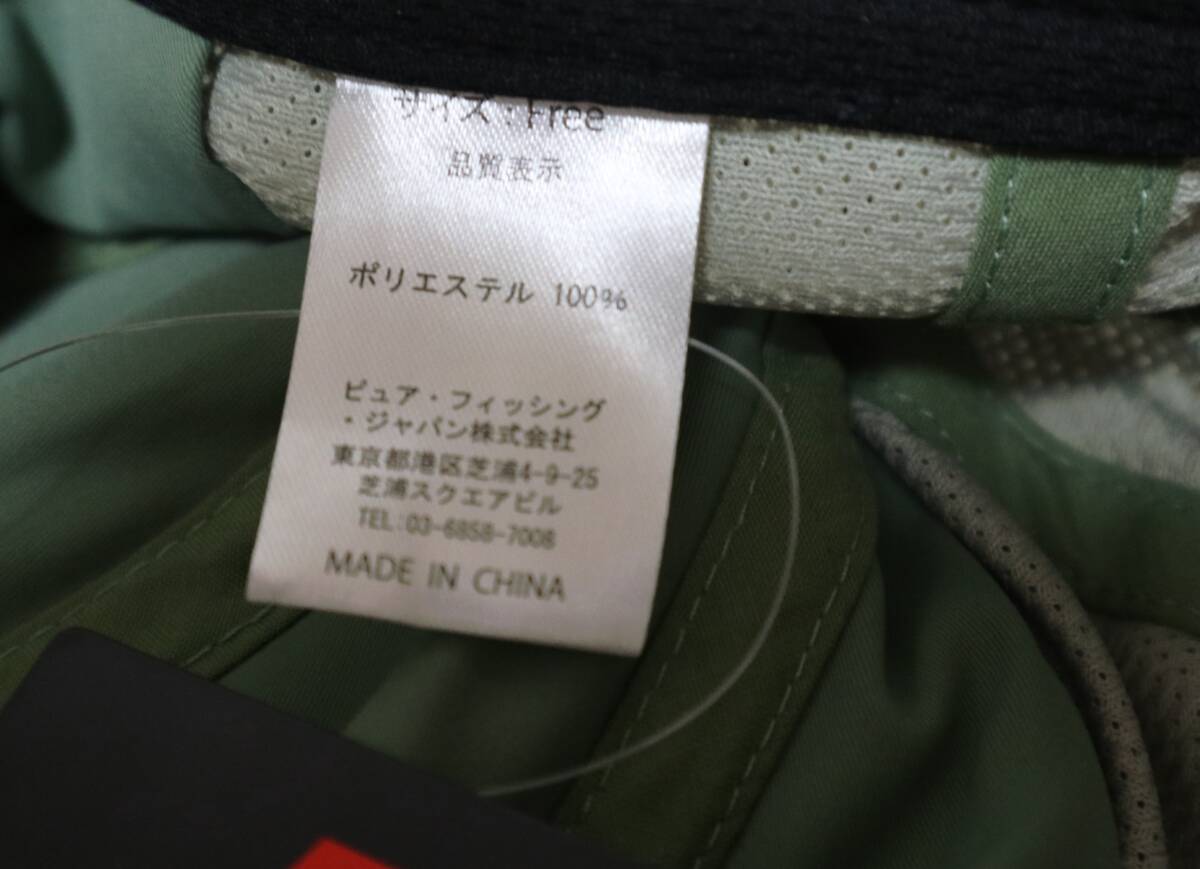 サイズ：Free
品質表示
ポリエステル 100%
ピュア・フィッシング
・ジャパン株式会社
東京都港区芝浦4-9-25
芝浦スクエアビル
TEL:03-6858-7008
MADE IN CHINA